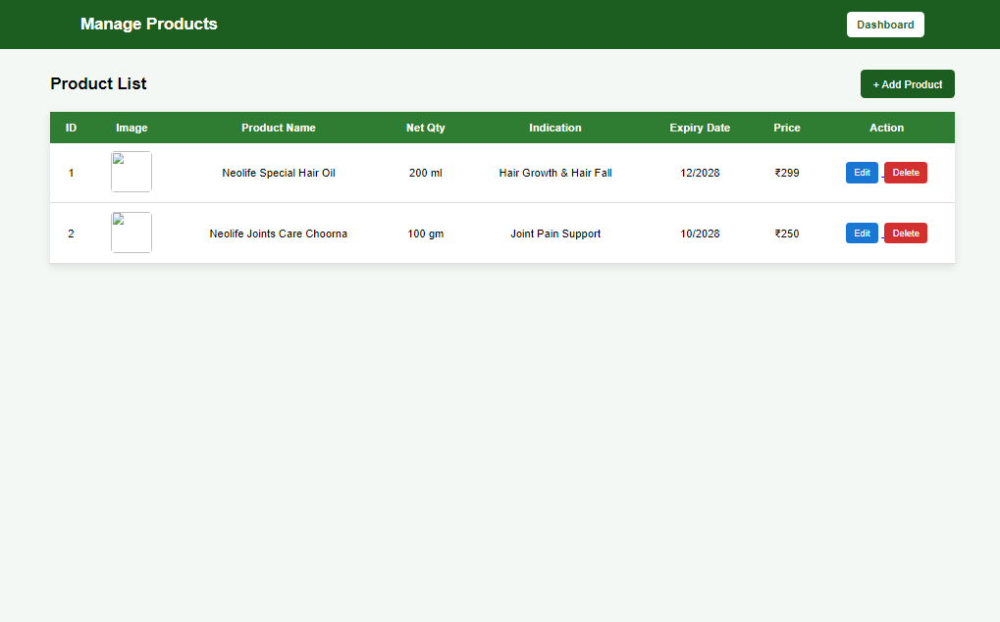 Manage Products Dashboard
Product List + Add Product
ID Image Product Name Net Qty Indication Expiry Date Price Action
1 Neolife Special Hair Oil 200 ml Hair Growth & Hair Fall 12/2028 ₹299 Edit Delete
2 Neolife Joints Care Choorna 100 gm Joint Pain Support 10/2028 ₹250 Edit Delete